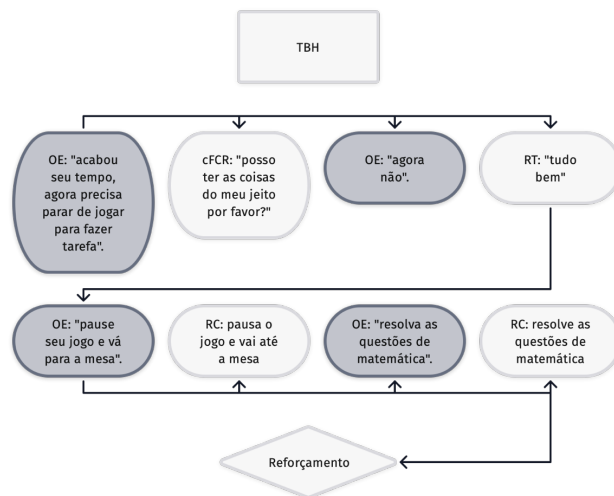 TBH
OE: "acabou
seu tempo,
agora precisa
parar de jogar
para fazer
tarefa".
cFCR: "posso
ter as coisas
do meu jeito
por favor?"
OE: "agora
não".
RT: "tudo
bem"
OE: "pause
seu jogo e vá
para a mesa".
RC: pausa o
jogo e vai até
a mesa
OE: "resolva as
questões de
matemática".
RC: resolve as
questões de
matemática
Reforçamento